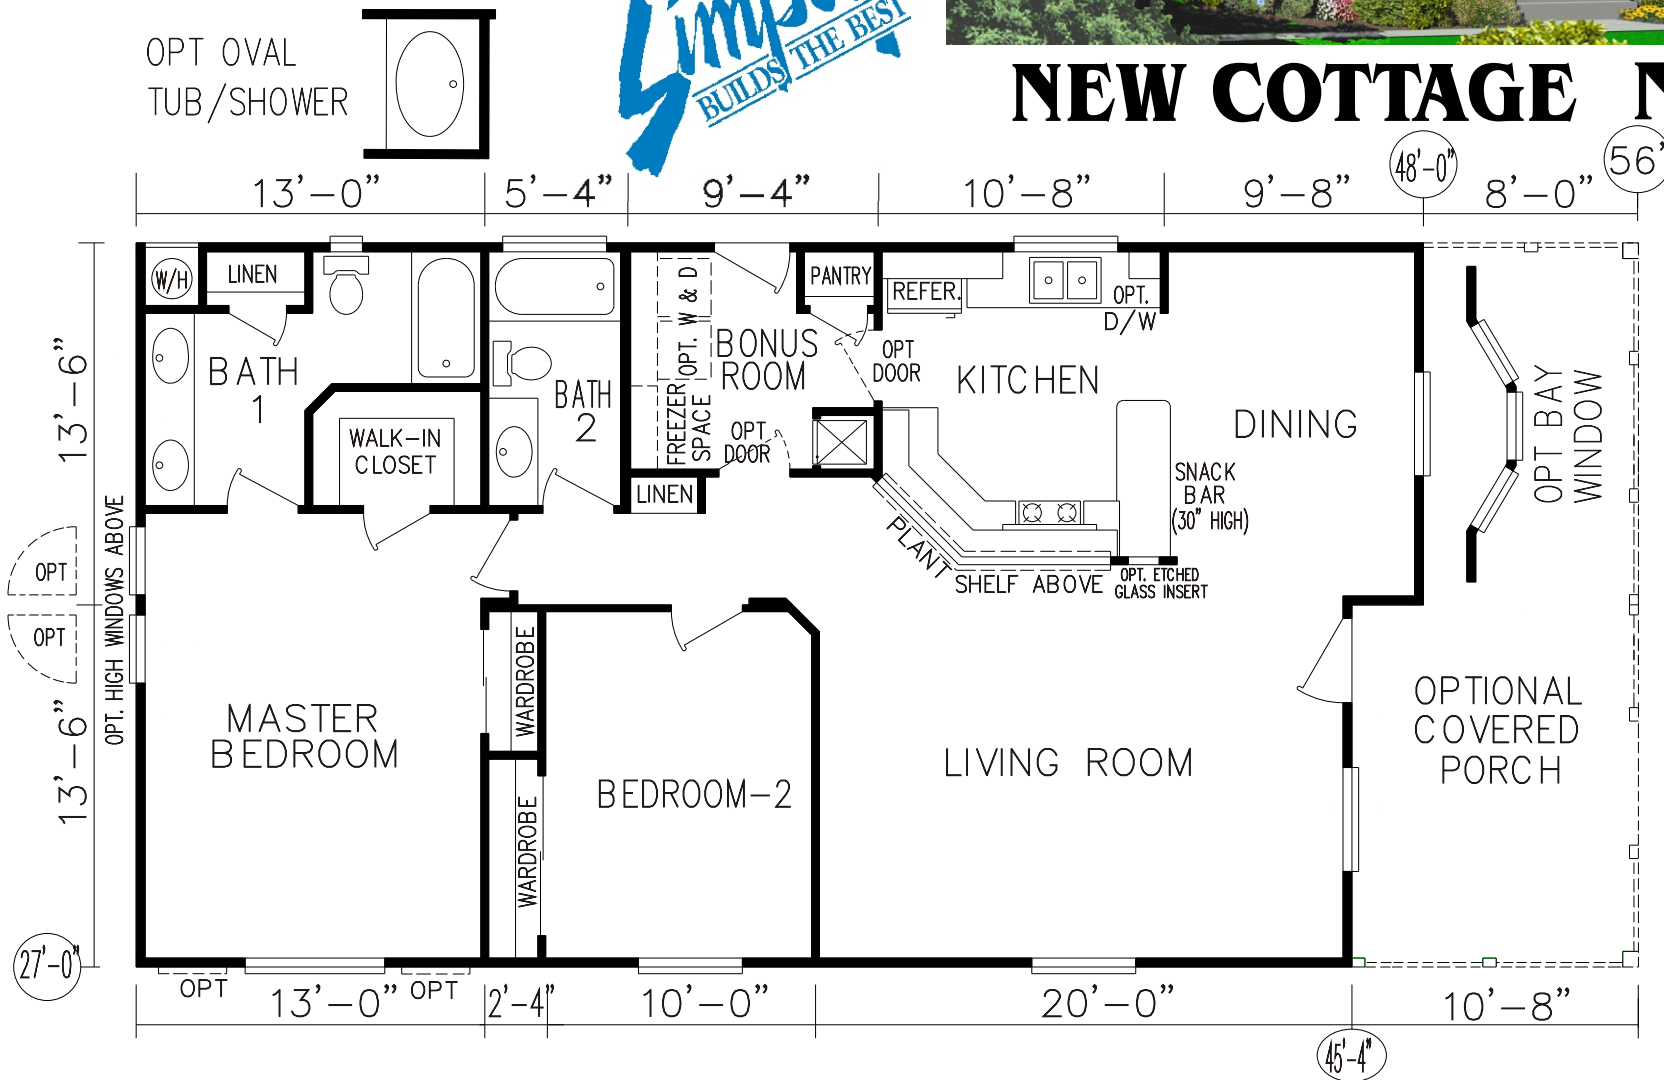 OPT OVAL
TUB/SHOWER
BUILDS THE BEST
NEW COTTAGE
48'-0"
56'
13'-0"
5'-4"
9'-4"
10'-8"
9'-8"
8'-0"
W/H
LINEN
OPT. W & D
PANTRY
REFER.
OPT.
D/W
13'-6"
BATH
1
BATH
2
BONUS
ROOM
OPT
DOOR
KITCHEN
DINING
OPT BAY
WINDOW
WALK-IN
CLOSET
FREEZER
SPACE
OPT
DOOR
LINEN
SNACK
BAR
(30" HIGH)
PLANT
SHELF ABOVE
OPT. ETCHED
GLASS INSERT
OPT
OPT
OPT. HIGH WINDOWS ABOVE
13'-6"
MASTER
BEDROOM
WARDROBE
WARDROBE
BEDROOM-2
LIVING ROOM
OPTIONAL
COVERED
PORCH
27'-0"
OPT
OPT
13'-0"
2'-4"
10'-0"
20'-0"
10'-8"
45'-4"